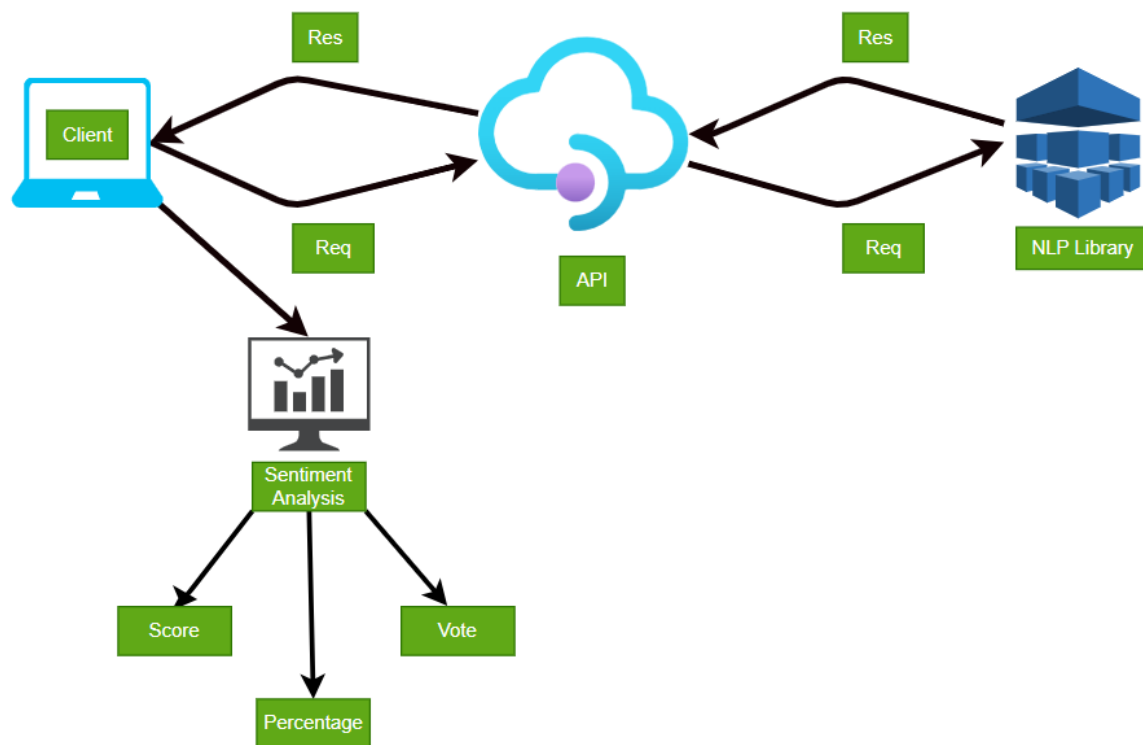 Res
Res
Client
Req
Req
NLP Library
API
Sentiment
Analysis
Score
Vote
Percentage